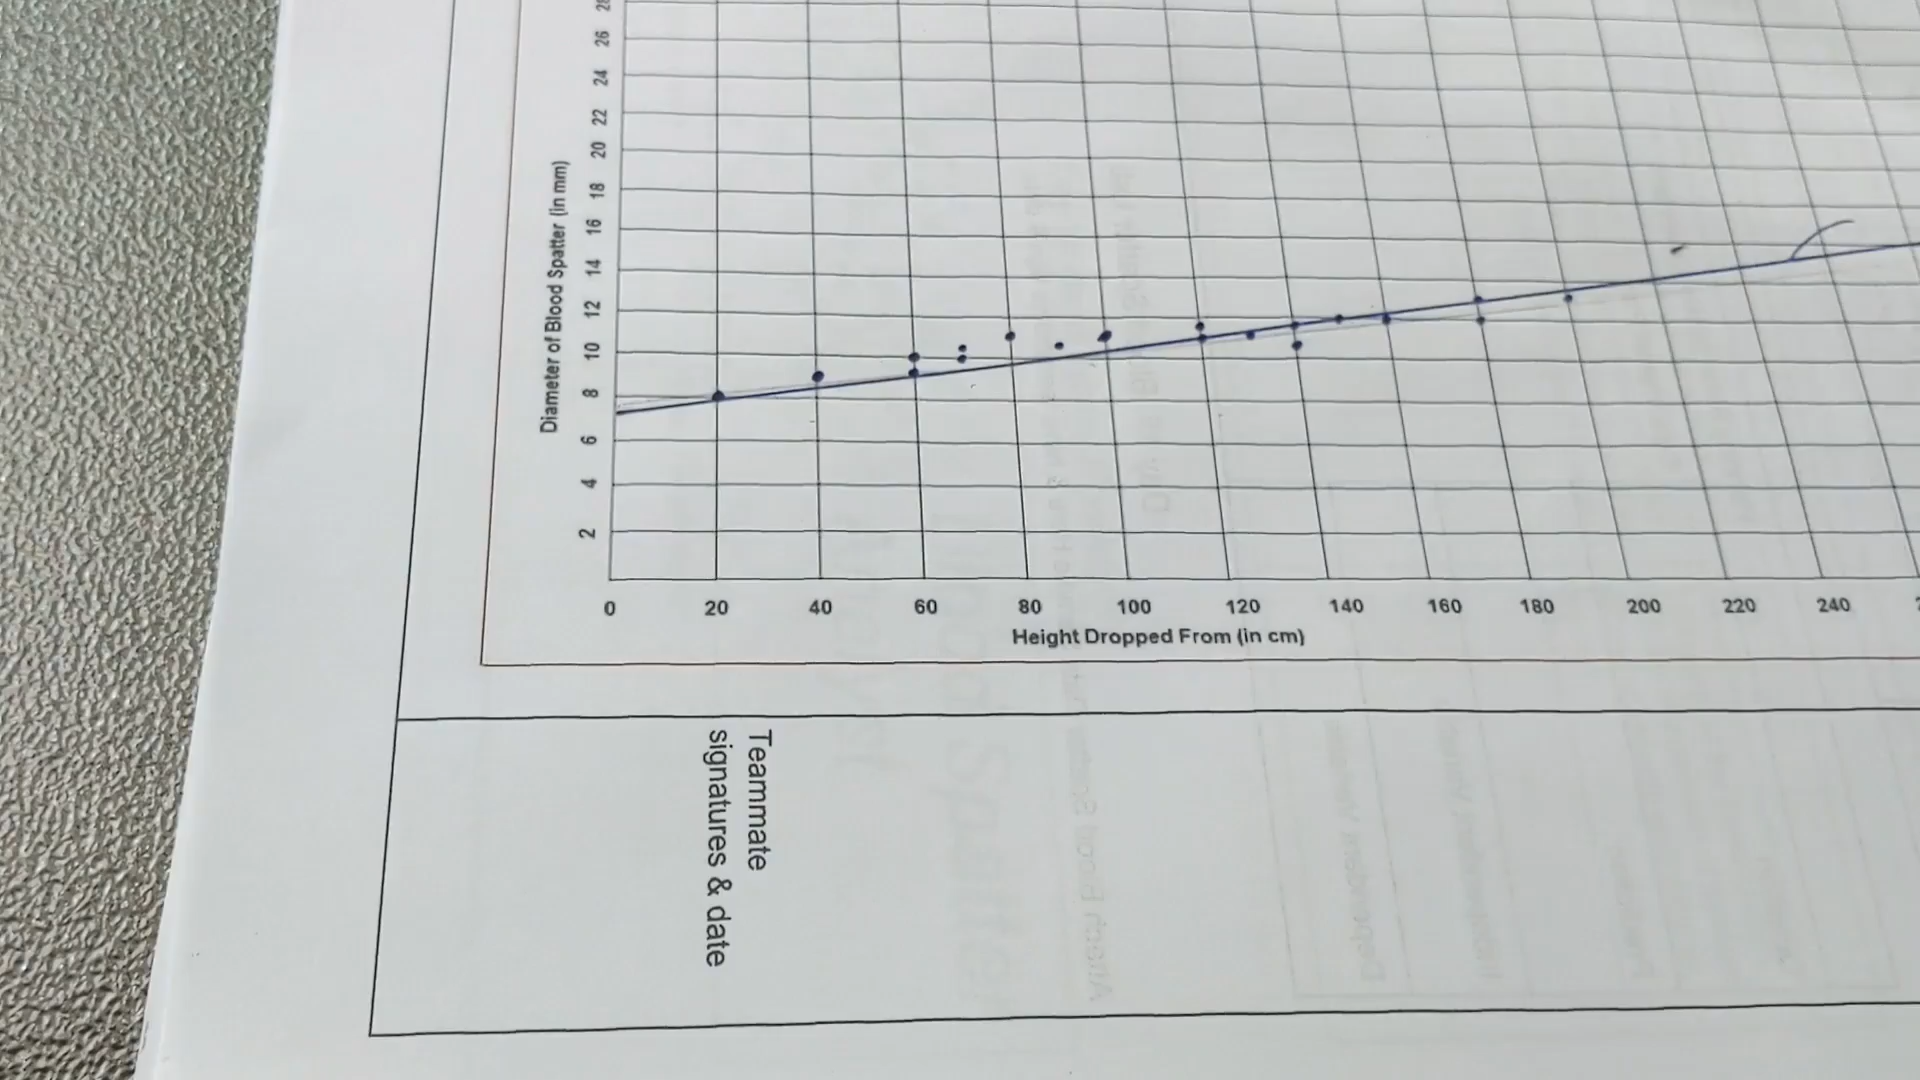 28
26
24
22
20
18
16
14
12
10
8
6
4
2
Diameter of Blood Spatter (in mm)
0 20 40 60 80 100 120 140 160 180 200 220 240
Height Dropped From (in cm)
Teammate
signatures & date